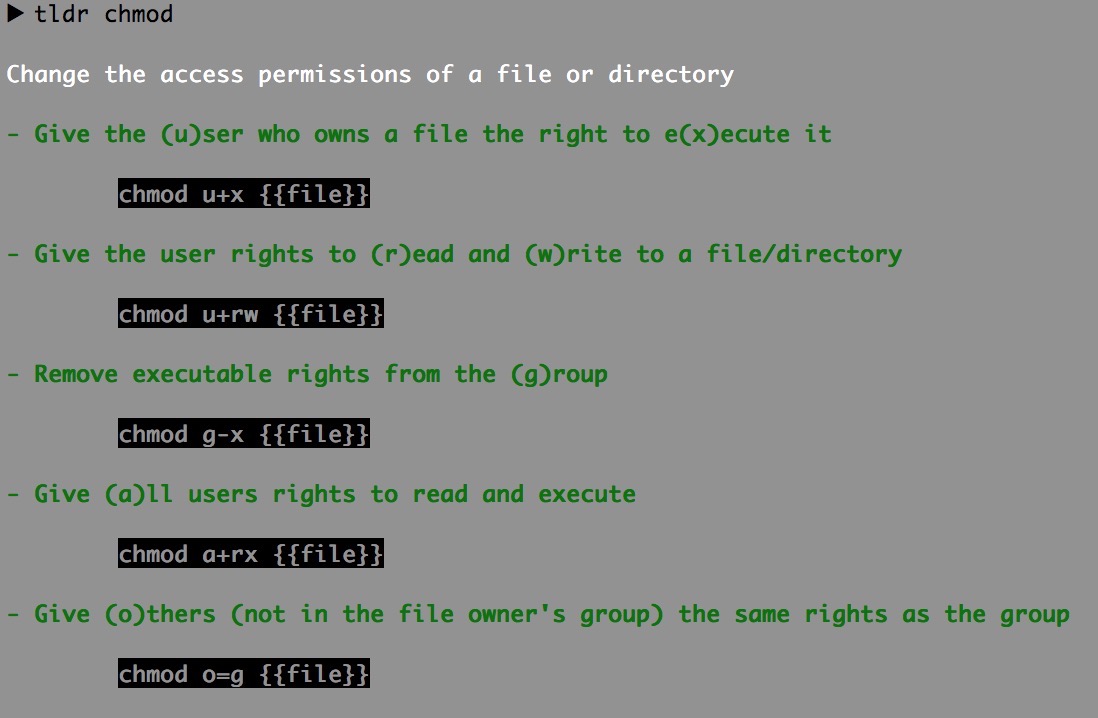 ▶ tldr chmod
Change the access permissions of a file or directory
- Give the (u)ser who owns a file the right to e(x)ecute it
chmod u+x {{file}}
- Give the user rights to (r)ead and (w)rite to a file/directory
chmod u+rw {{file}}
- Remove executable rights from the (g)roup
chmod g-x {{file}}
- Give (a)ll users rights to read and execute
chmod a+rx {{file}}
- Give (o)thers (not in the file owner's group) the same rights as the group
chmod o=g {{file}}